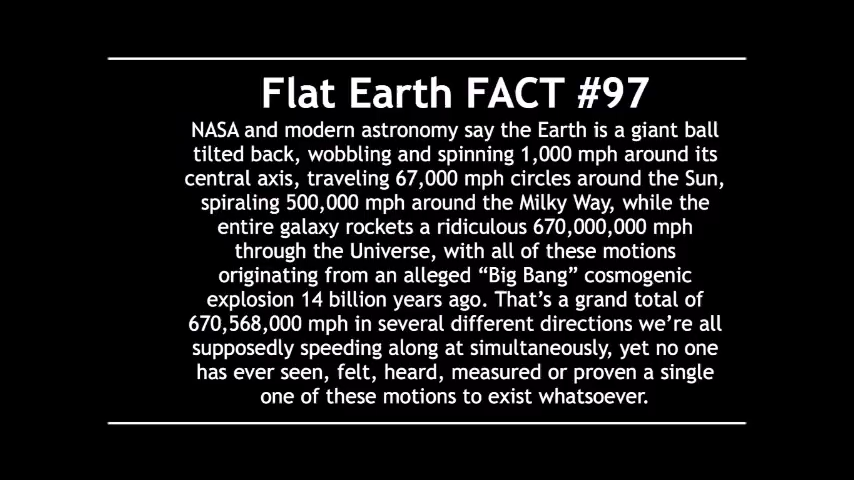 Flat Earth FACT #97
NASA and modern astronomy say the Earth is a giant ball
tilted back, wobbling and spinning 1,000 mph around its
central axis, traveling 67,000 mph circles around the Sun,
spiraling 500,000 mph around the Milky Way, while the
entire galaxy rockets a ridiculous 670,000,000 mph
through the Universe, with all of these motions
originating from an alleged “Big Bang” cosmogenic
explosion 14 billion years ago. That’s a grand total of
670,568,000 mph in several different directions we’re all
supposedly speeding along at simultaneously, yet no one
has ever seen, felt, heard, measured or proven a single
one of these motions to exist whatsoever.